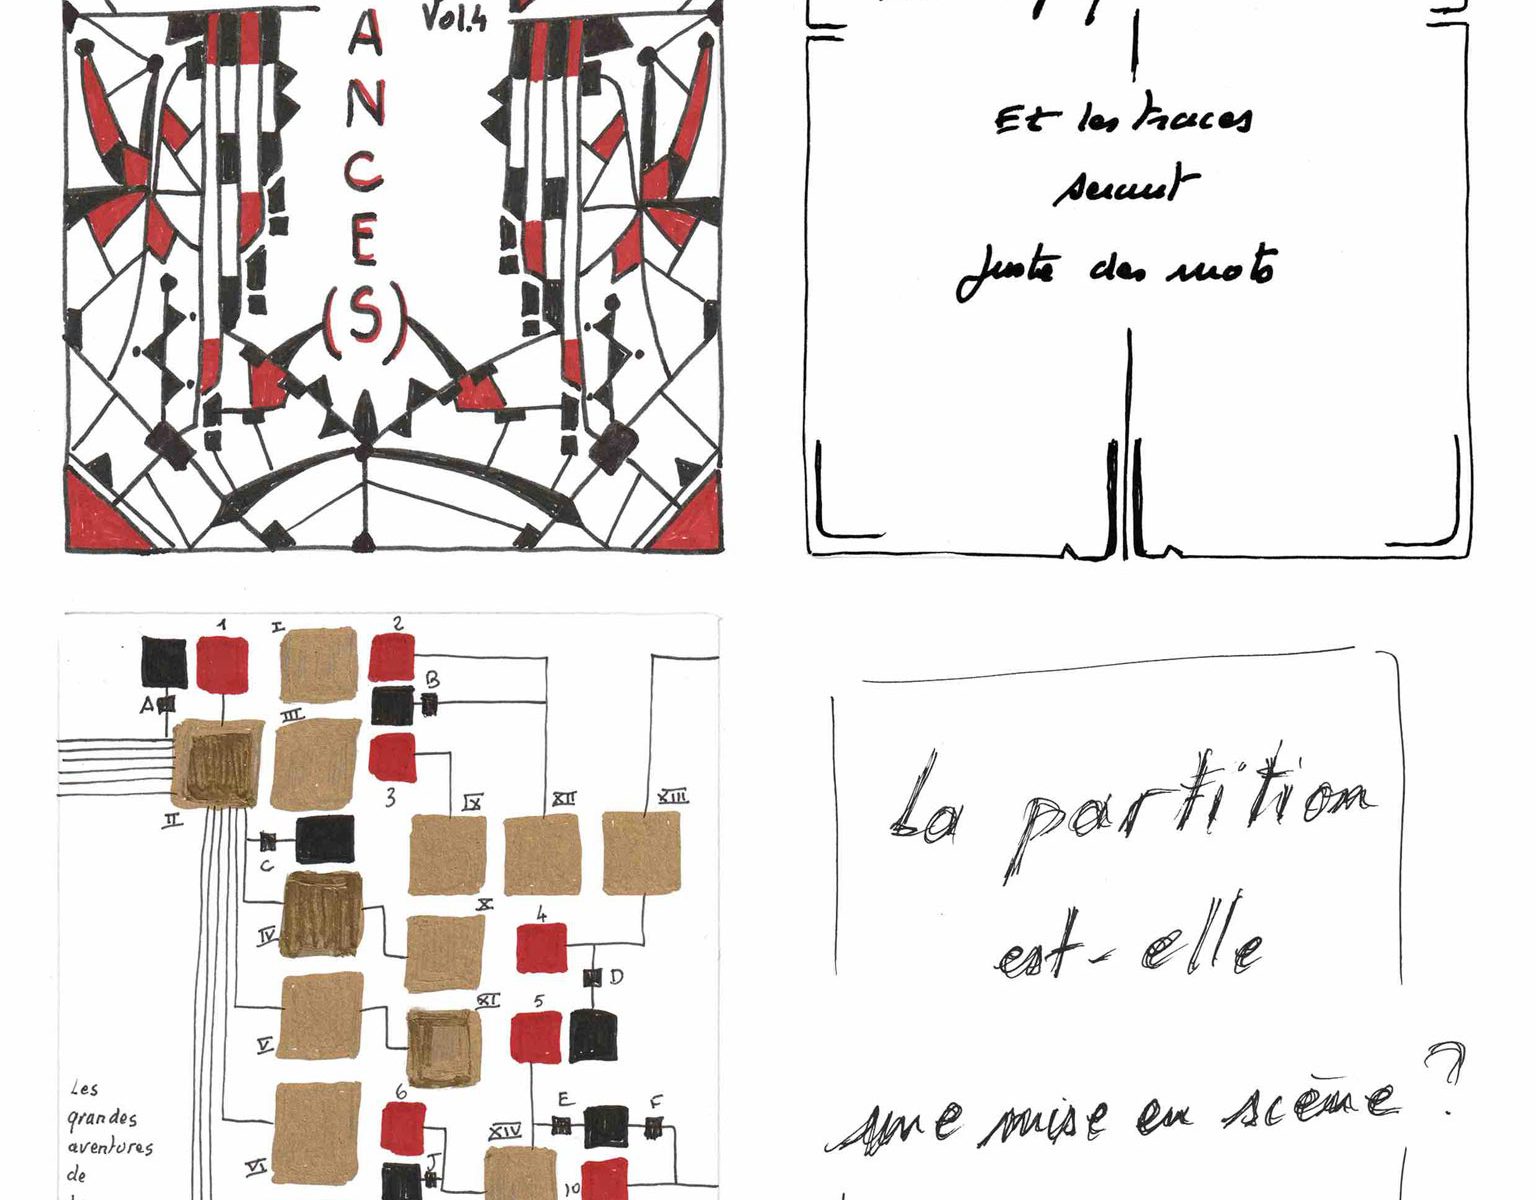 Vol.4
A
N
C
E
(S)
Et les traces
seront
Juste des mots
1
I
2
A
B
III
3
II
IX
XII
XIII
C
IV
X
4
D
V
XI
5
6
E
F
XIV
VI
J
10
Les
grandes
aventures
de
La partition
est-elle
une mise en scène ?